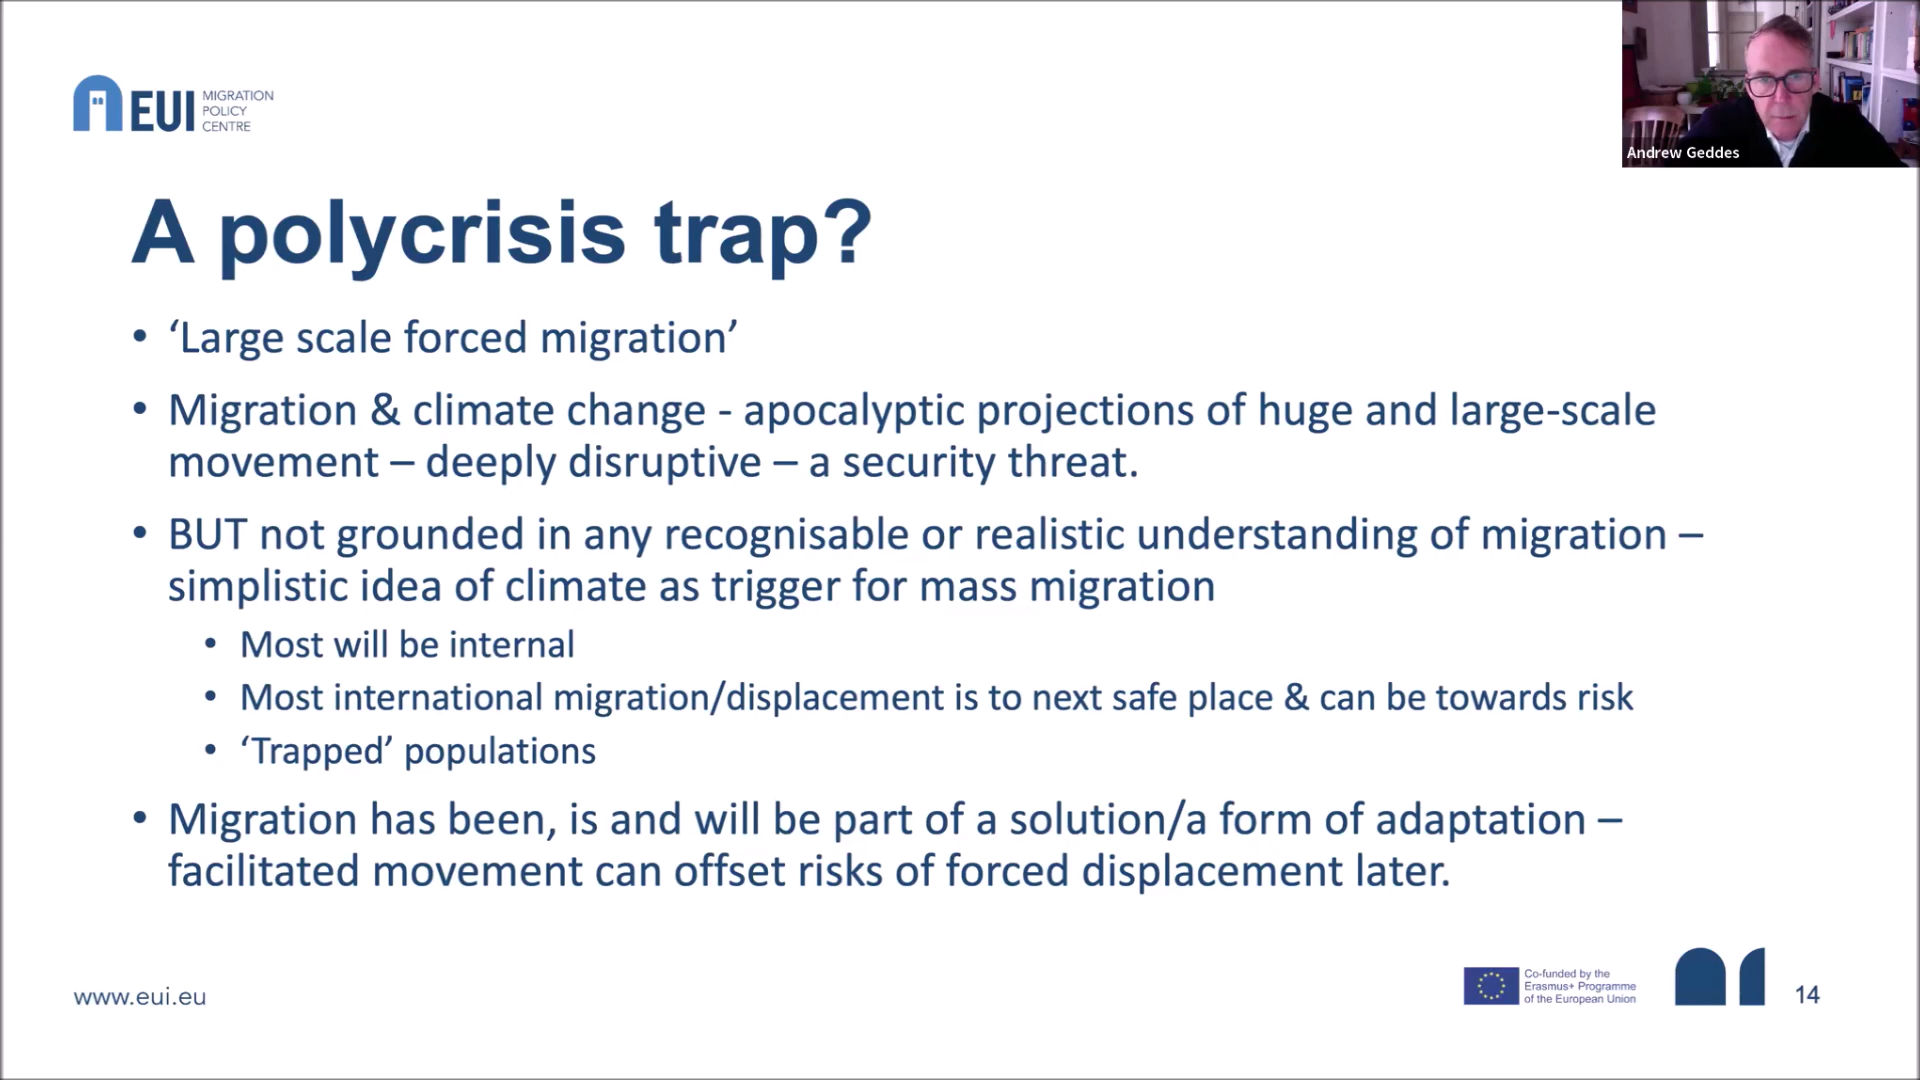 EUI
MIGRATION
POLICY
CENTRE
Andrew Geddes
A polycrisis trap?
• ‘Large scale forced migration’
• Migration & climate change - apocalyptic projections of huge and large-scale
movement – deeply disruptive – a security threat.
• BUT not grounded in any recognisable or realistic understanding of migration –
simplistic idea of climate as trigger for mass migration
• Most will be internal
• Most international migration/displacement is to next safe place & can be towards risk
• ‘Trapped’ populations
• Migration has been, is and will be part of a solution/a form of adaptation –
facilitated movement can offset risks of forced displacement later.
www.eui.eu
Co-funded by the
Erasmus+ Programme
of the European Union
14